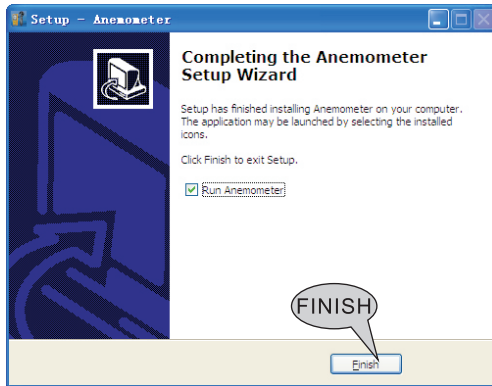 Setup - Anemometer
Completing the Anemometer
Setup Wizard
Setup has finished installing Anemometer on your computer.
The application may be launched by selecting the installed
icons.
Click Finish to exit Setup.
Run Anemometer
FINISH
Finish